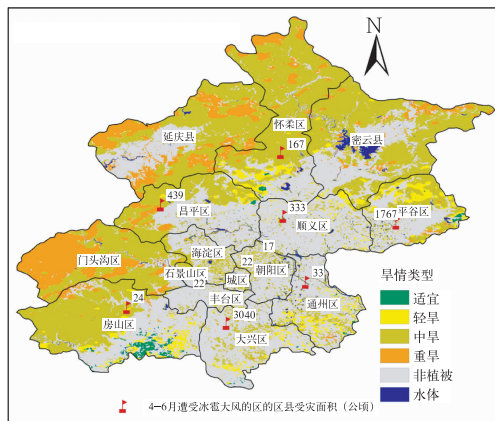 N
延庆县
怀柔区
167
密云县
439
昌平区
333
顺义区
1767
平谷区
海淀区
17
门头沟区
22
朝阳区
石景山区
22
城区
33
通州区
丰台区
24
房山区
3040
大兴区
旱情类型
适宜
轻旱
中旱
重旱
非植被
水体
4-6月遭受冰雹大风的区的区县受灾面积（公顷）